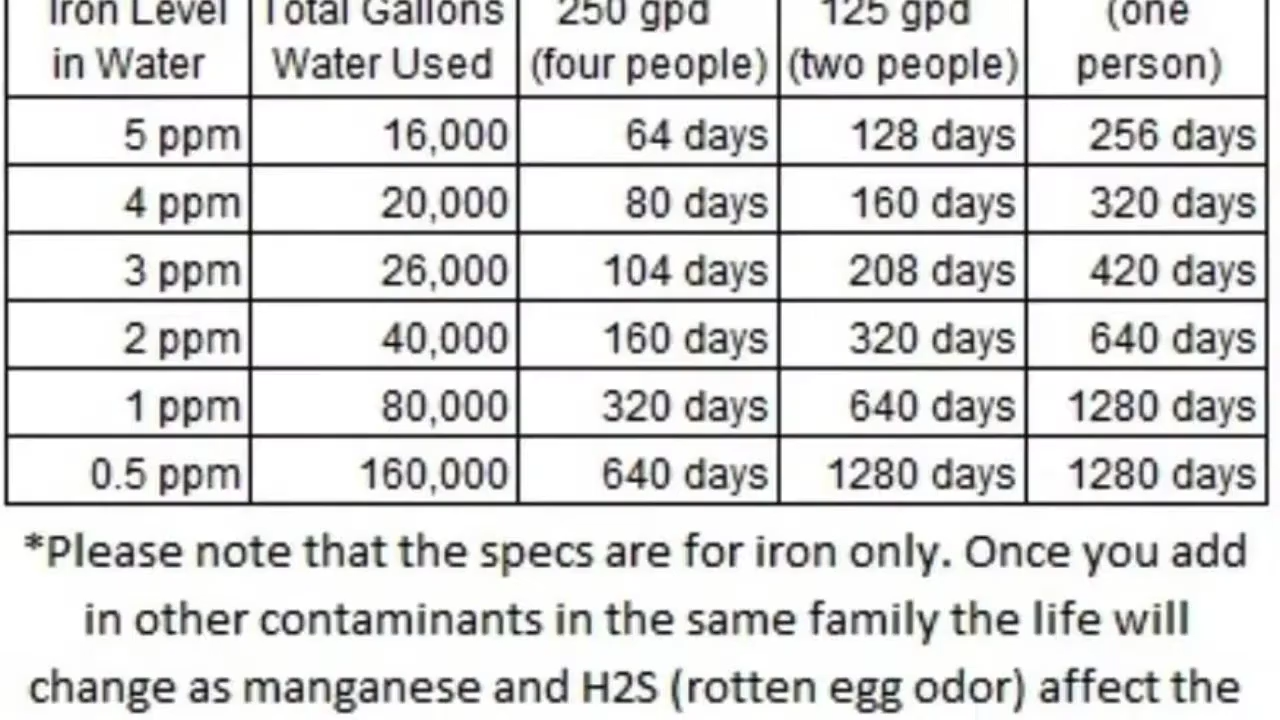 Iron Level Total Gallons 250 gpd 125 gpd (one
in Water Water Used (four people) (two people) person)
5 ppm 16,000 64 days 128 days 256 days
4 ppm 20,000 80 days 160 days 320 days
3 ppm 26,000 104 days 208 days 420 days
2 ppm 40,000 160 days 320 days 640 days
1 ppm 80,000 320 days 640 days 1280 days
0.5 ppm 160,000 640 days 1280 days 1280 days
*Please note that the specs are for iron only. Once you add
in other contaminants in the same family the life will
change as manganese and H2S (rotten egg odor) affect the